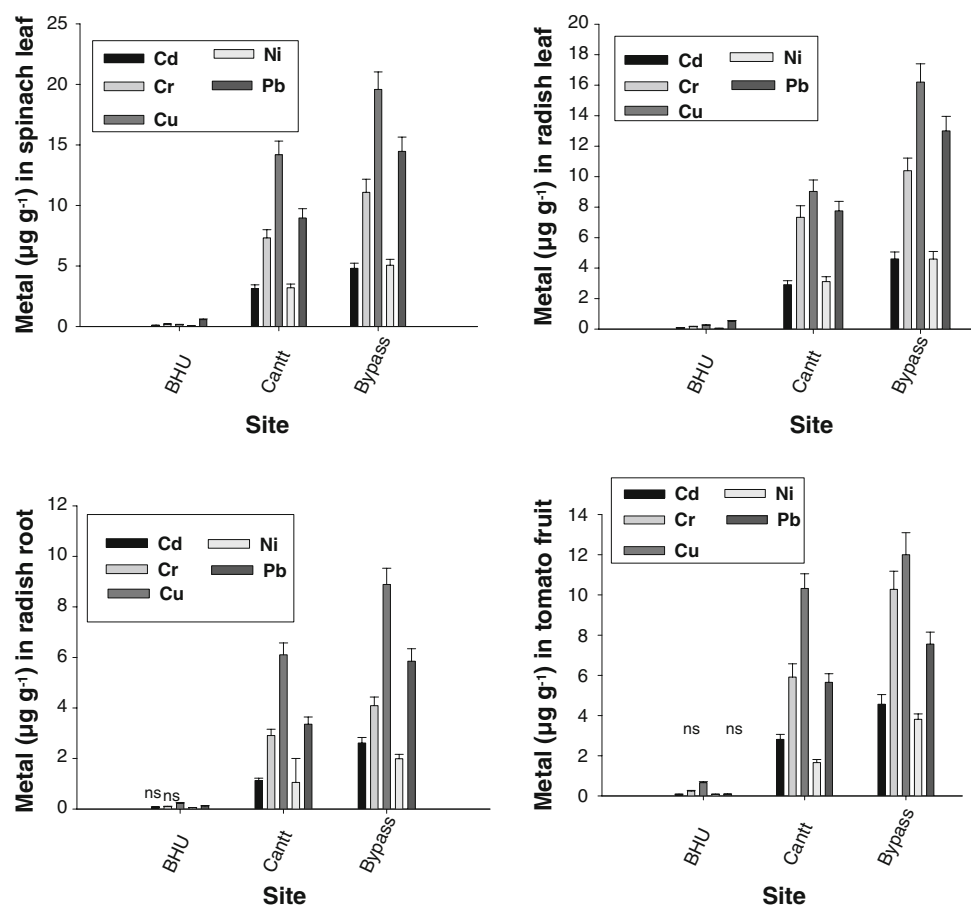 Metal (µg g-1) in spinach leaf
25
20
15
10
5
0
Cd
Cr
Cu
Ni
Pb
BHU
Cantt
Bypass
Site
Metal (µg g-1) in radish leaf
20
18
16
14
12
10
8
6
4
2
0
Cd
Cr
Cu
Ni
Pb
BHU
Cantt
Bypass
Site
Metal (µg g-1) in radish root
12
10
8
6
4
2
0
Cd
Cr
Cu
Ni
Pb
ns
ns
BHU
Cantt
Bypass
Site
Metal (µg g-1) in tomato fruit
14
12
10
8
6
4
2
0
Cd
Cr
Cu
Ni
Pb
ns
ns
BHU
Cantt
Bypass
Site